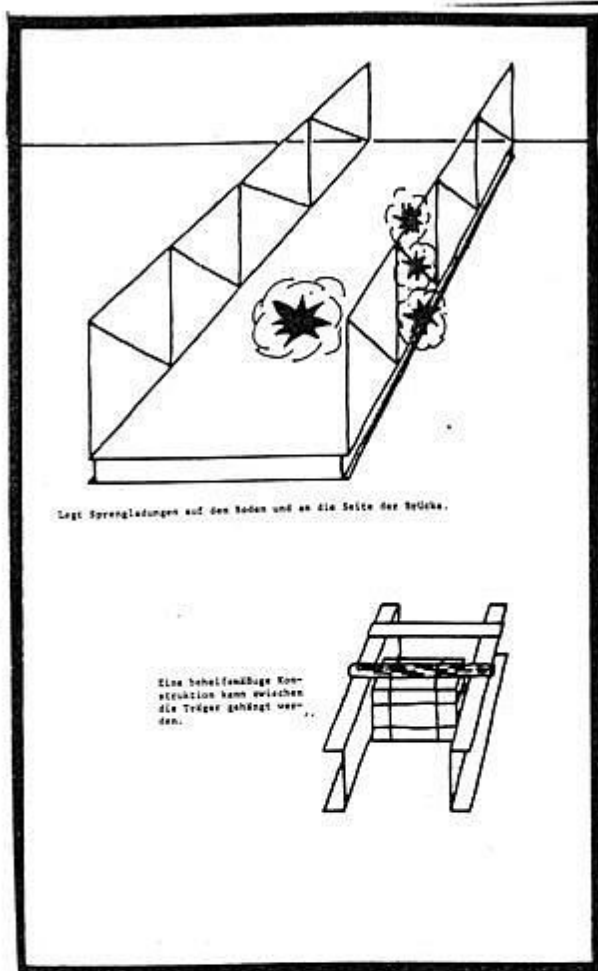 Legt Sprengladungen auf den Boden und an die Seite der Brücke.
Eine behelfsmäßuge Kon-
struktion kann zwischen
die Träger gehängt wer-
den.